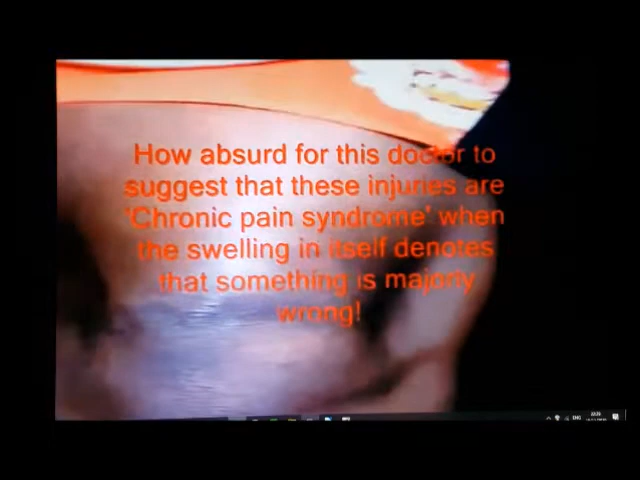 How absurd for this doctor to
suggest that these injuries are
'Chronic pain syndrome' when
the swelling in itself denotes
that something is majorly
wrong!
ENG